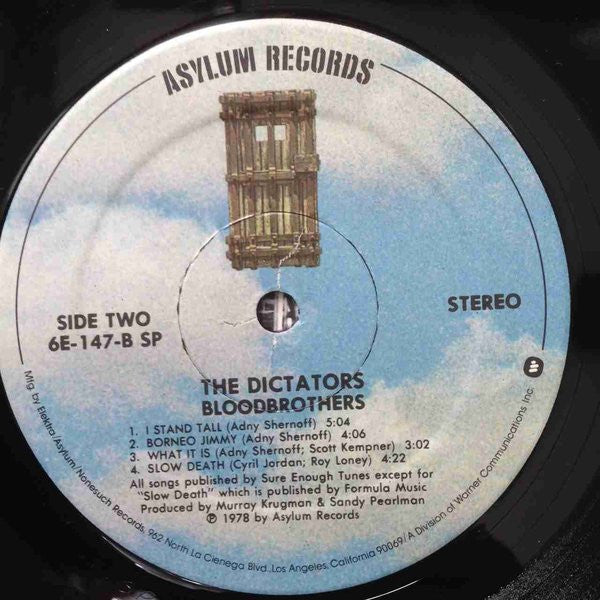 ASYLUM RECORDS
SIDE TWO
6E-147-B SP
STEREO
THE DICTATORS
BLOODBROTHERS
1. I STAND TALL (Adny Shernoff) 5:04
2. BORNEO JIMMY (Adny Shernoff) 4:06
3. WHAT IT IS (Adny Shernoff; Scott Kempner) 3:02
4. SLOW DEATH (Cyril Jordan; Roy Loney) 4:22
All songs published by Sure Enough Tunes except for
"Slow Death" which is published by Formula Music
Produced by Murray Krugman & Sandy Pearlman
℗ 1978 by Asylum Records
Mfg. by Elektra/Asylum/Nonesuch Records, 962 North La Cienega Blvd., Los Angeles, California 90069/A Division of Warner Communications Inc.